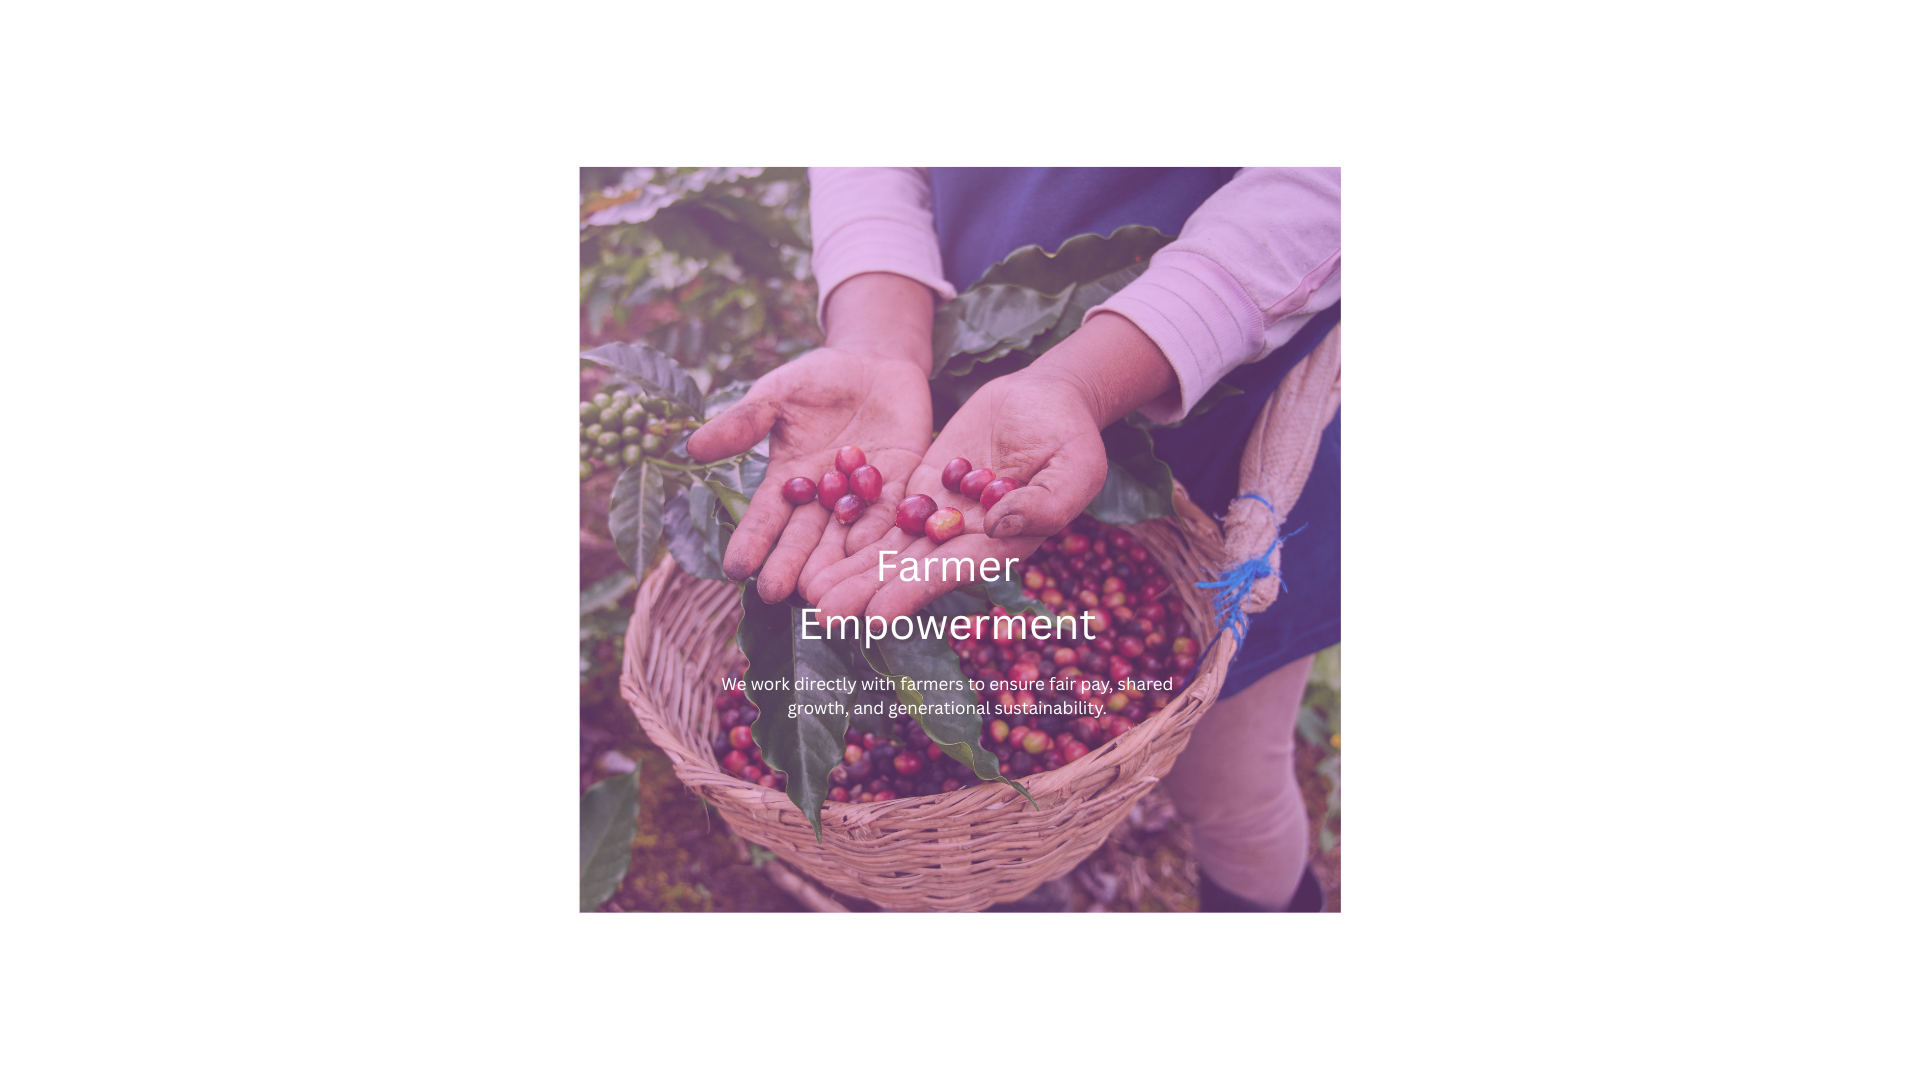 Farmer
Empowerment
We work directly with farmers to ensure fair pay, shared
growth, and generational sustainability.